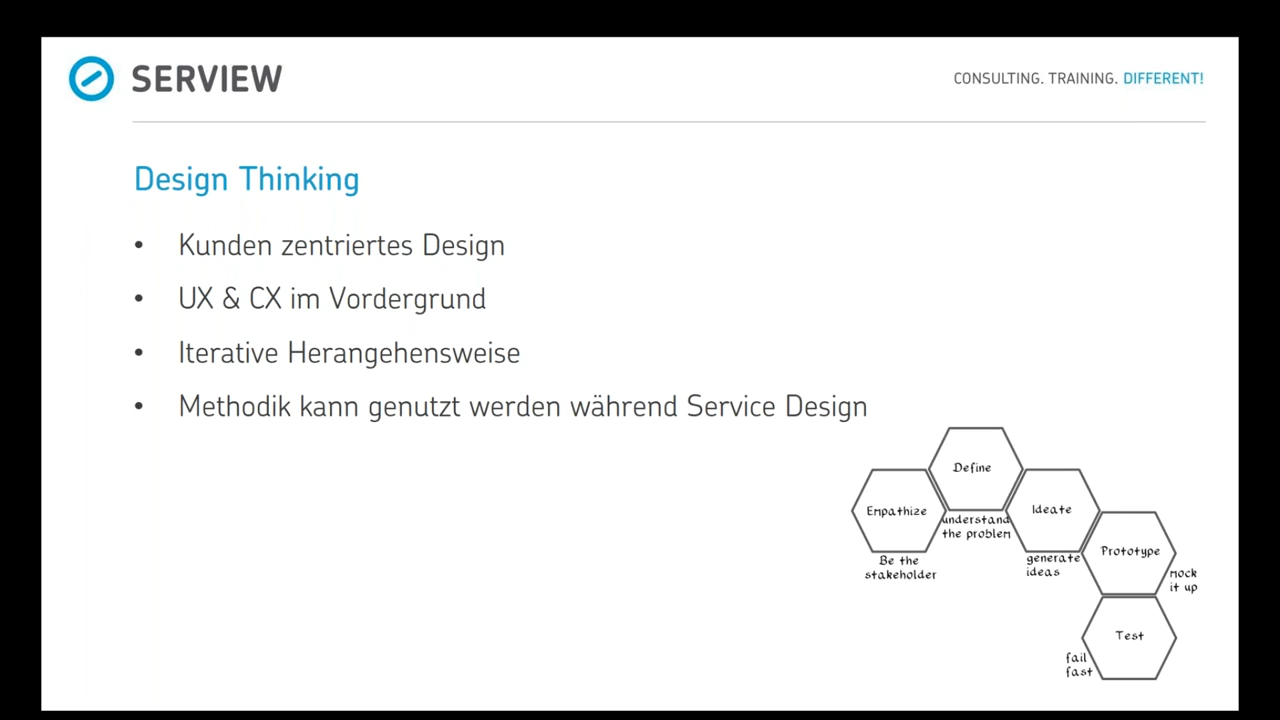 SERVIEW
CONSULTING. TRAINING. DIFFERENT!
Design Thinking
• Kunden zentriertes Design
• UX & CX im Vordergrund
• Iterative Herangehensweise
• Methodik kann genutzt werden während Service Design
Empathize
Be the
stakeholder
Define
understand
the problem
Ideate
generate
ideas
Prototype
mock
it up
Test
fail
fast